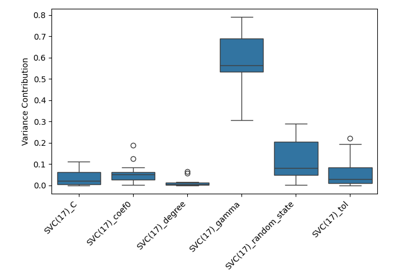 Variance Contribution
0.8
0.7
0.6
0.5
0.4
0.3
0.2
0.1
0.0
SVC(17)_C
SVC(17)_coef0
SVC(17)_degree
SVC(17)_gamma
SVC(17)_random_state
SVC(17)_tol